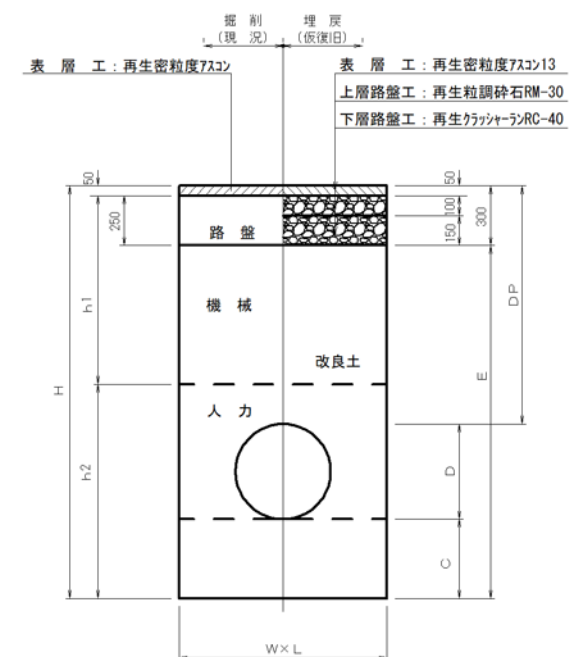 掘 削
(現 況)
埋 戻
(仮復旧)
表 層 工：再生密粒度ｱｽｺﾝ
表 層 工：再生密粒度ｱｽｺﾝ13
上層路盤工：再生粒調砕石RM-30
下層路盤工：再生ｸﾗｯｼｬｰﾗﾝRC-40
50
250
路 盤
50
100
150
300
h1
機 械
DP
改良土
E
H
人 力
h2
D
C
W×L